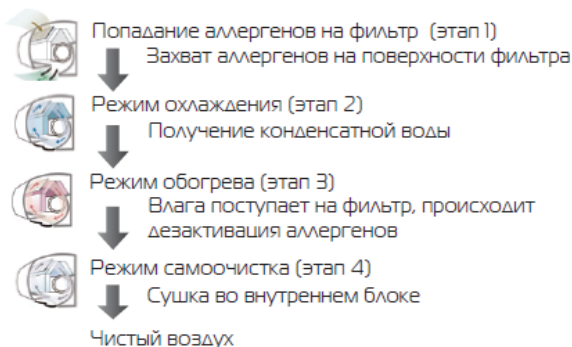 Попадание аллергенов на фильтр (этап 1)
Захват аллергенов на поверхности фильтра
Режим охлаждения (этап 2)
Получение конденсатной воды
Режим обогрева (этап 3)
Влага поступает на фильтр, происходит
дезактивация аллергенов
Режим самоочистка (этап 4)
Сушка во внутреннем блоке
Чистый воздух